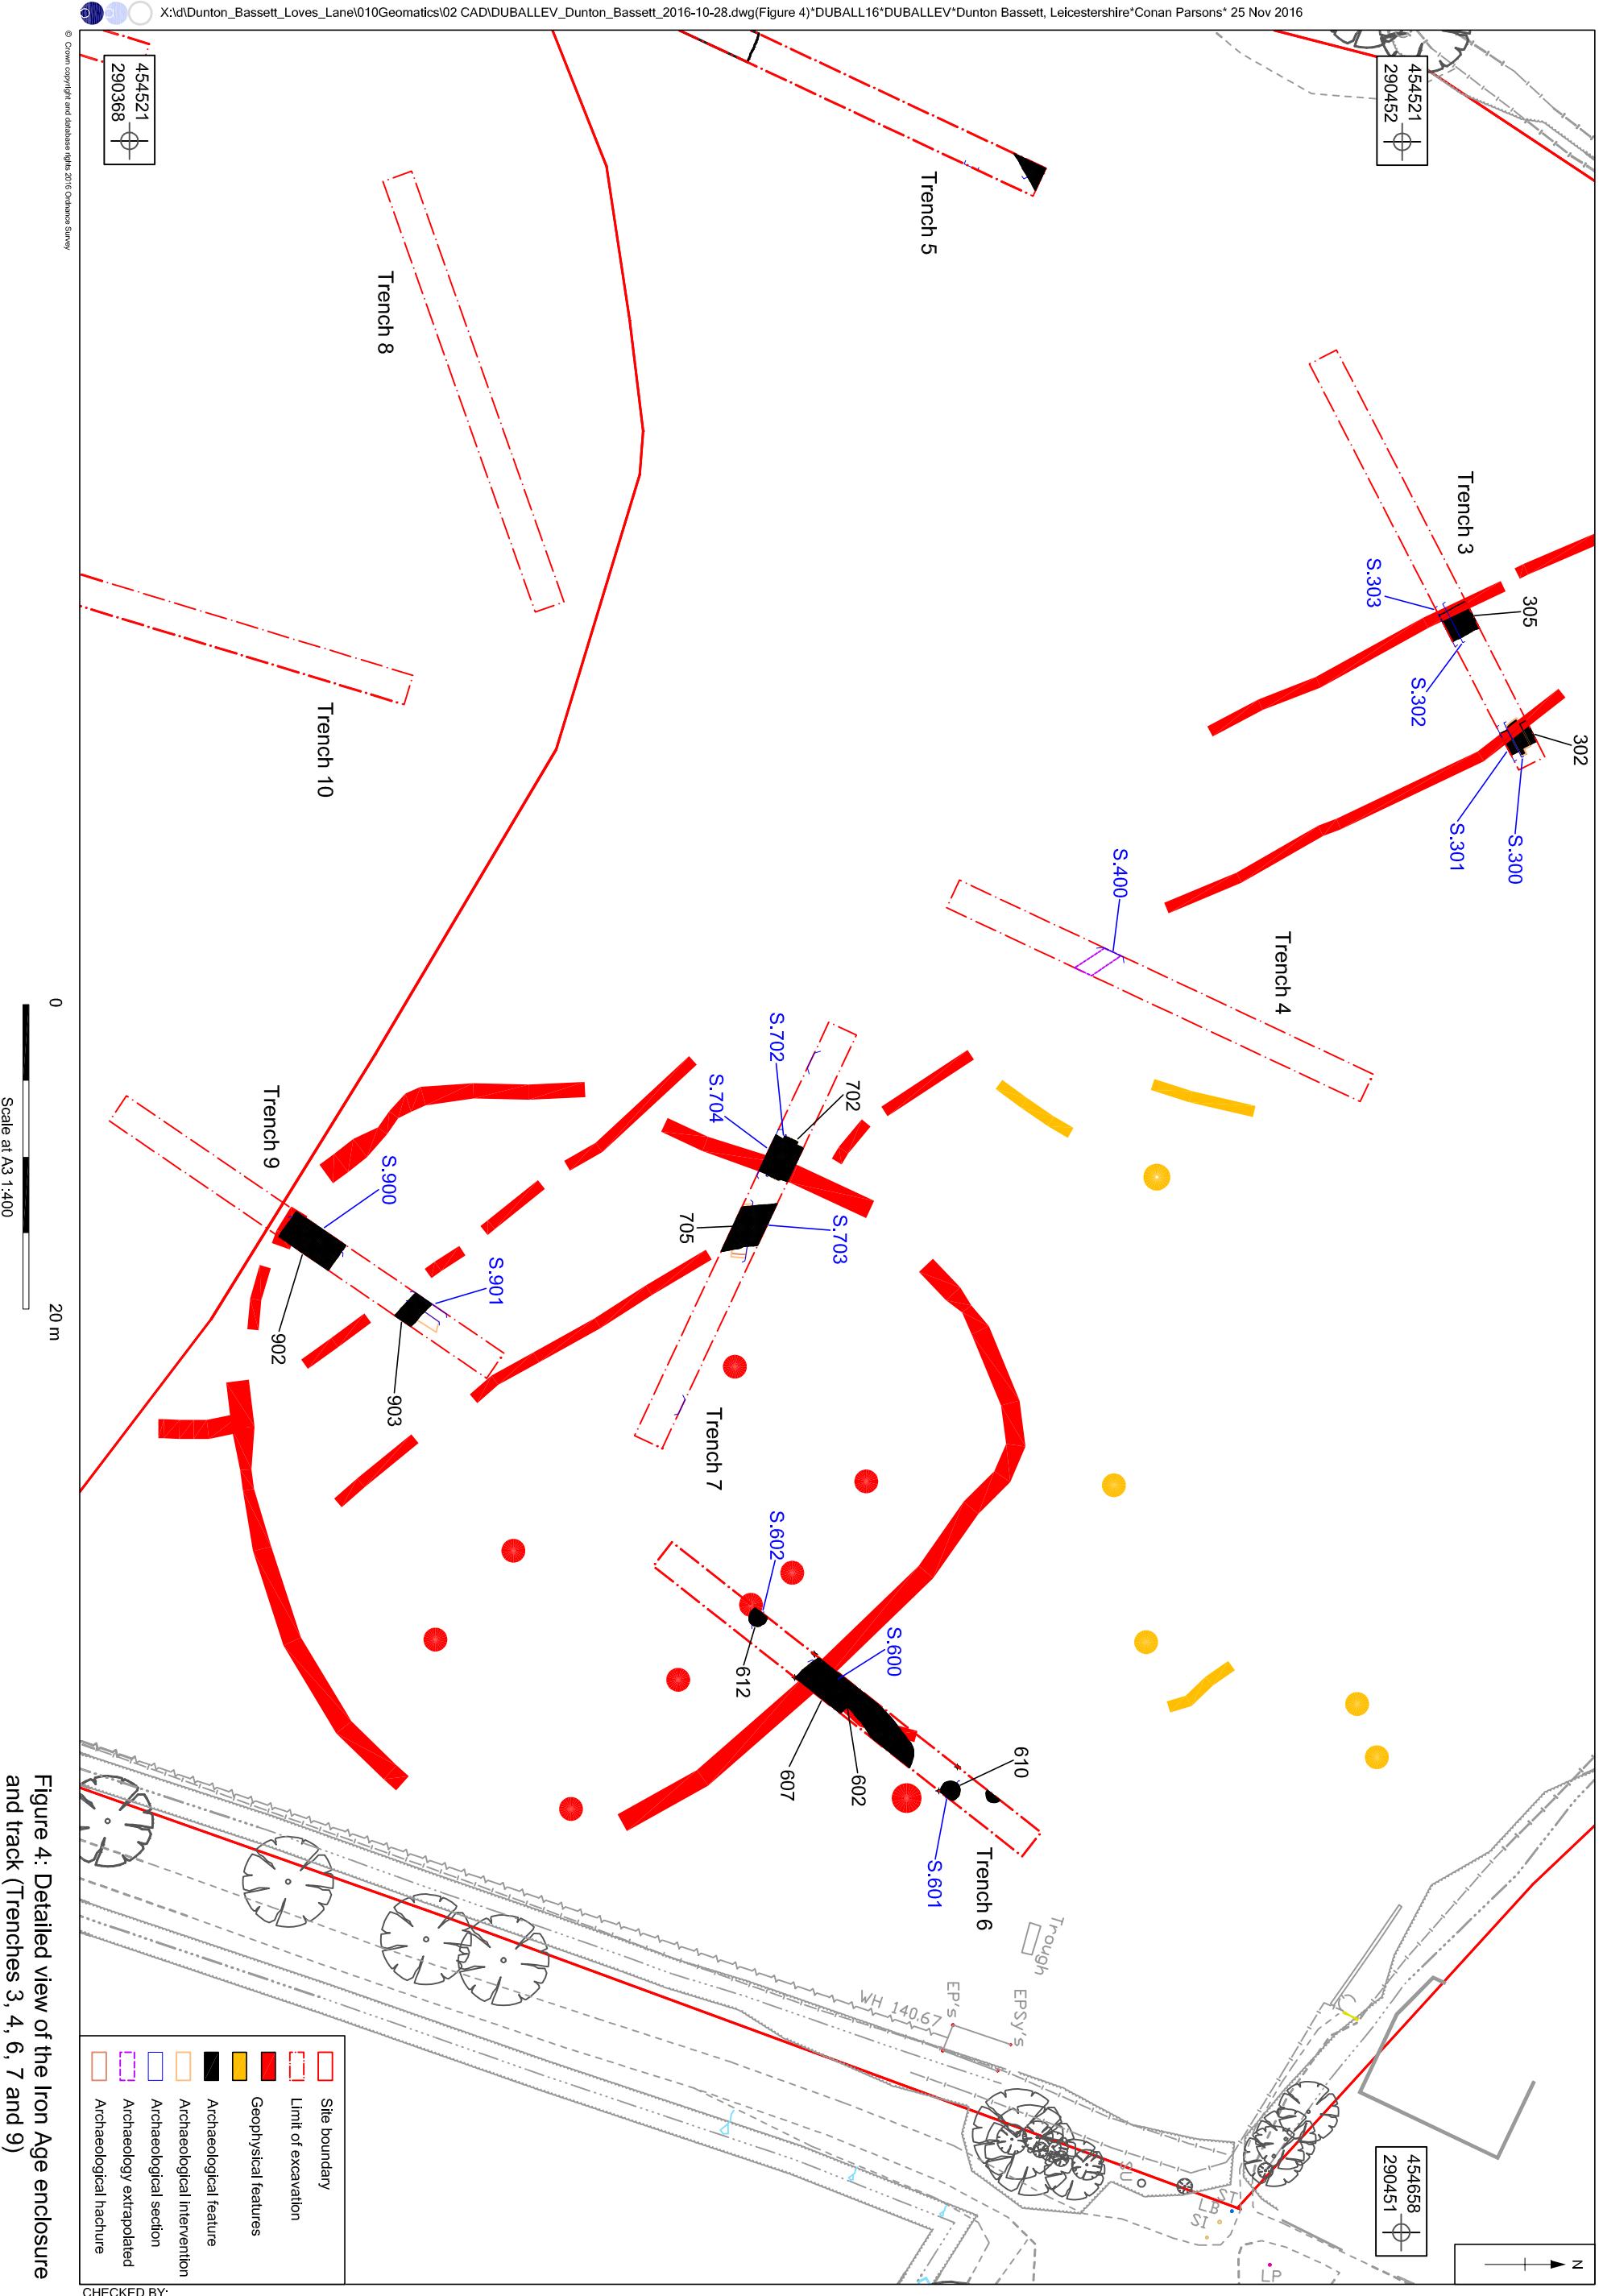 X:\d\Dunton_Bassett_Loves_Lane\010Geomatics\02 CAD\DUBALLEV_Dunton_Bassett_2016-10-28.dwg(Figure 4)*DUBALL16*DUBALLEV*Dunton Bassett, Leicestershire*Conan Parsons* 25 Nov 2016
454521
290452
454658
290451
N
LP
ST
LB
SI
SU
302
305
Trench 3
S.300
S.301
S.302
S.303
Trench 4
S.400
Trench 5
Trough
EPSy's
EP's
WH 140.67
610
Trench 6
S.601
S.600
602
607
612
S.602
702
S.702
S.704
S.703
705
Trench 7
S.901
S.900
903
902
Trench 9
Trench 8
Trench 10
454521
290368
Site boundary
Limit of excavation
Geophysical features
Archaeological feature
Archaeological intervention
Archaeological section
Archaeology extrapolated
Archaeological hachure
© Crown copyright and database rights 2016 Ordnance Survey
0
20 m
Scale at A3 1:400
Figure 4: Detailed view of the Iron Age enclosure
and track (Trenches 3, 4, 6, 7 and 9)
CHECKED BY: